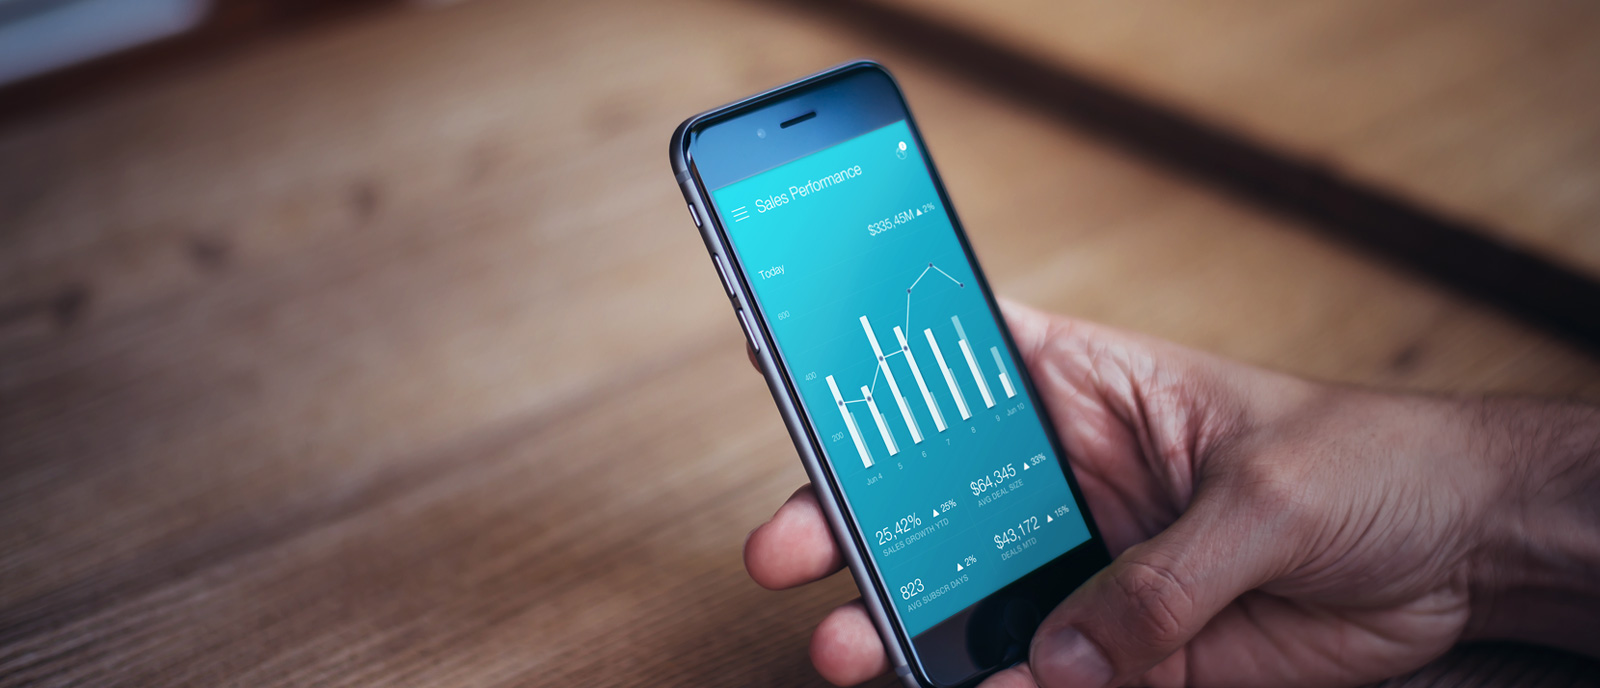 Sales Performance
$335,45M ▲ 2%
Today
600
400
200
Jun 4 5 6 7 8 9 Jun 10
25,42% ▲ 25%
SALES GROWTH YTD
$64,345 ▲ 33%
AVG DEAL SIZE
823 ▲ 2%
AVG SUBSCR DAYS
$43,172 ▲ 15%
DEALS MTD